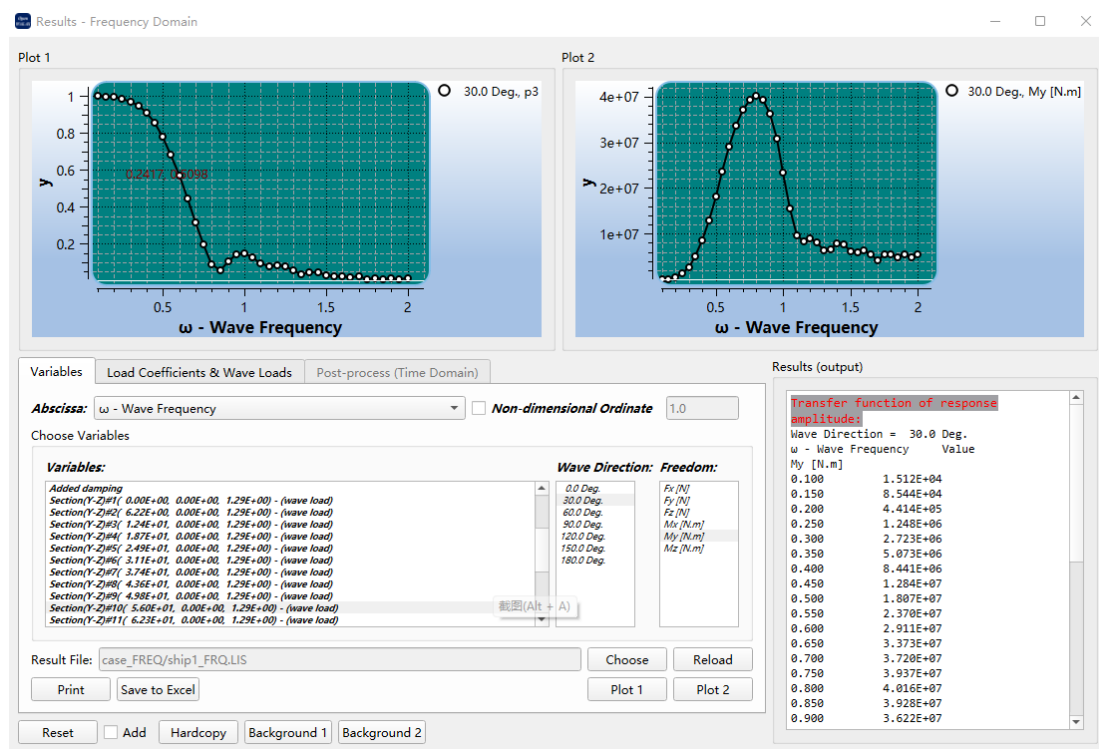 Results - Frequency Domain
Plot 1
1
0.8
0.6
0.4
0.2
y
0.2417, 0.6098
0.5
1
1.5
2
ω - Wave Frequency
30.0 Deg., p3
Plot 2
4e+07
3e+07
2e+07
1e+07
y
0.5
1
1.5
2
ω - Wave Frequency
30.0 Deg., My [N.m]
Variables
Load Coefficients & Wave Loads
Post-process (Time Domain)
Abscissa:
ω - Wave Frequency
Non-dimensional Ordinate
1.0
Choose Variables
Variables:
Added damping
Section(Y-Z)#1( 0.00E+00, 0.00E+00, 1.29E+00) - (wave load)
Section(Y-Z)#2( 6.22E+00, 0.00E+00, 1.29E+00) - (wave load)
Section(Y-Z)#3( 1.24E+01, 0.00E+00, 1.29E+00) - (wave load)
Section(Y-Z)#4( 1.87E+01, 0.00E+00, 1.29E+00) - (wave load)
Section(Y-Z)#5( 2.49E+01, 0.00E+00, 1.29E+00) - (wave load)
Section(Y-Z)#6( 3.11E+01, 0.00E+00, 1.29E+00) - (wave load)
Section(Y-Z)#7( 3.74E+01, 0.00E+00, 1.29E+00) - (wave load)
Section(Y-Z)#8( 4.36E+01, 0.00E+00, 1.29E+00) - (wave load)
Section(Y-Z)#9( 4.98E+01, 0.00E+00, 1.29E+00) - (wave load)
Section(Y-Z)#10( 5.60E+01, 0.00E+00, 1.29E+00) - (wave load)
Section(Y-Z)#11( 6.23E+01, 0.00E+00, 1.29E+00) - (wave load)
截图(Alt + A)
Wave Direction:
0.0 Deg.
30.0 Deg.
60.0 Deg.
90.0 Deg.
120.0 Deg.
150.0 Deg.
180.0 Deg.
Freedom:
Fx [N]
Fy [N]
Fz [N]
Mx [N.m]
My [N.m]
Mz [N.m]
Result File:
case_FREQ/ship1_FRQ.LIS
Choose
Reload
Print
Save to Excel
Plot 1
Plot 2
Reset
Add
Hardcopy
Background 1
Background 2
Results (output)
Transfer function of response
amplitude:
Wave Direction = 30.0 Deg.
ω - Wave Frequency Value
My [N.m]
0.100 1.512E+04
0.150 8.544E+04
0.200 4.414E+05
0.250 1.248E+06
0.300 2.723E+06
0.350 5.073E+06
0.400 8.441E+06
0.450 1.284E+07
0.500 1.807E+07
0.550 2.370E+07
0.600 2.911E+07
0.650 3.373E+07
0.700 3.720E+07
0.750 3.937E+07
0.800 4.016E+07
0.850 3.928E+07
0.900 3.622E+07